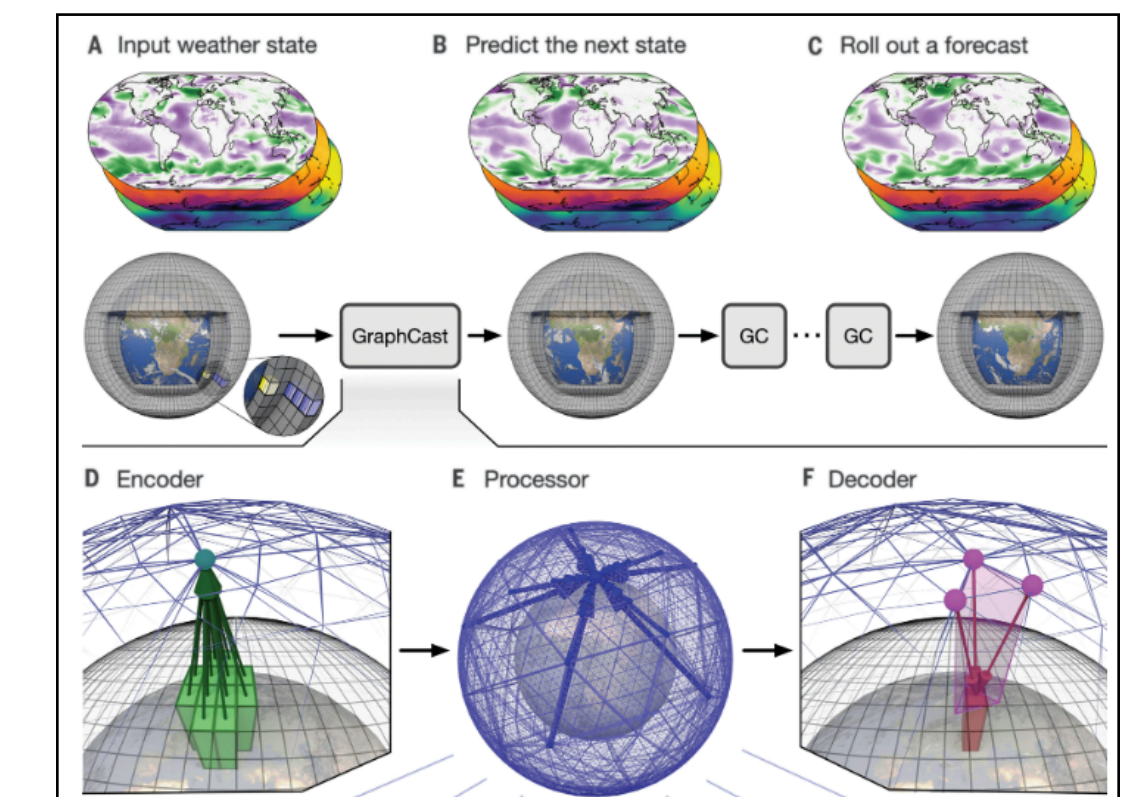 A Input weather state
B Predict the next state
C Roll out a forecast
GraphCast
GC
...
GC
D Encoder
E Processor
F Decoder